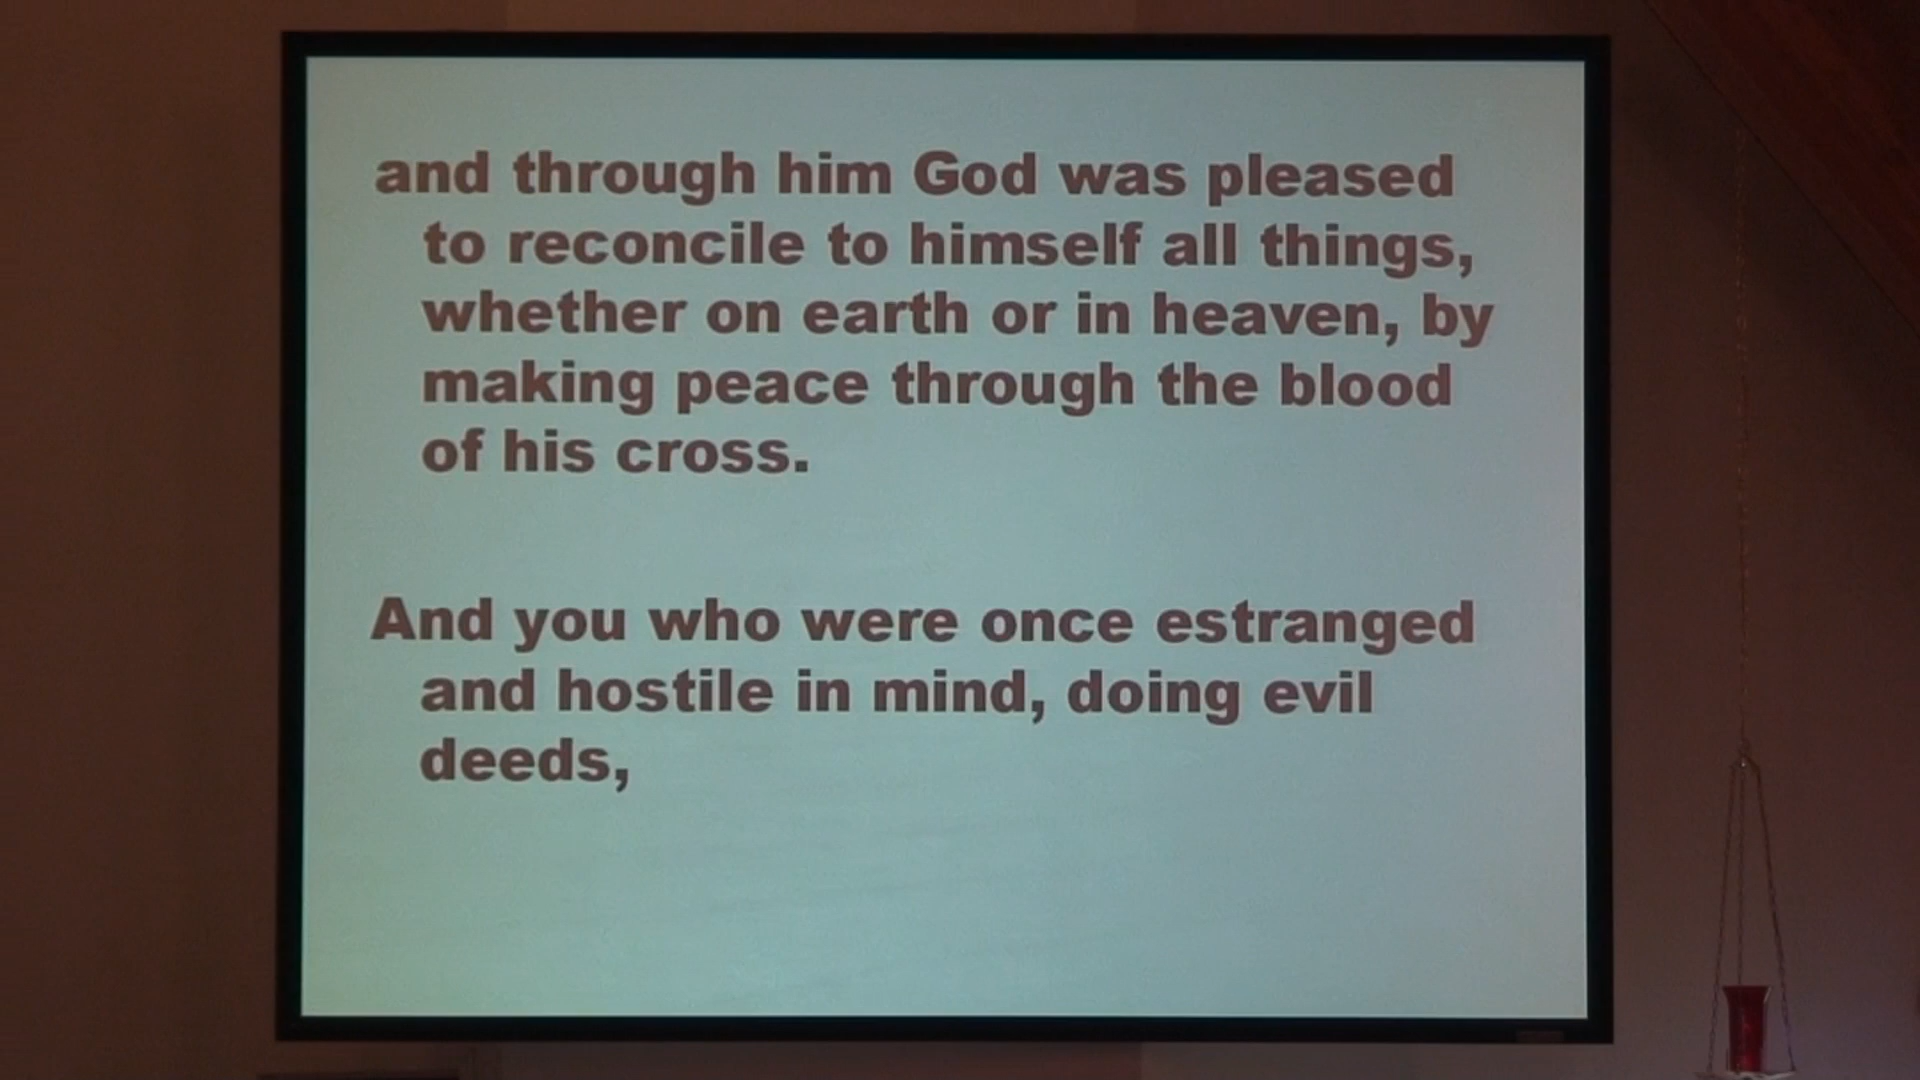 and through him God was pleased
to reconcile to himself all things,
whether on earth or in heaven, by
making peace through the blood
of his cross.
And you who were once estranged
and hostile in mind, doing evil
deeds,